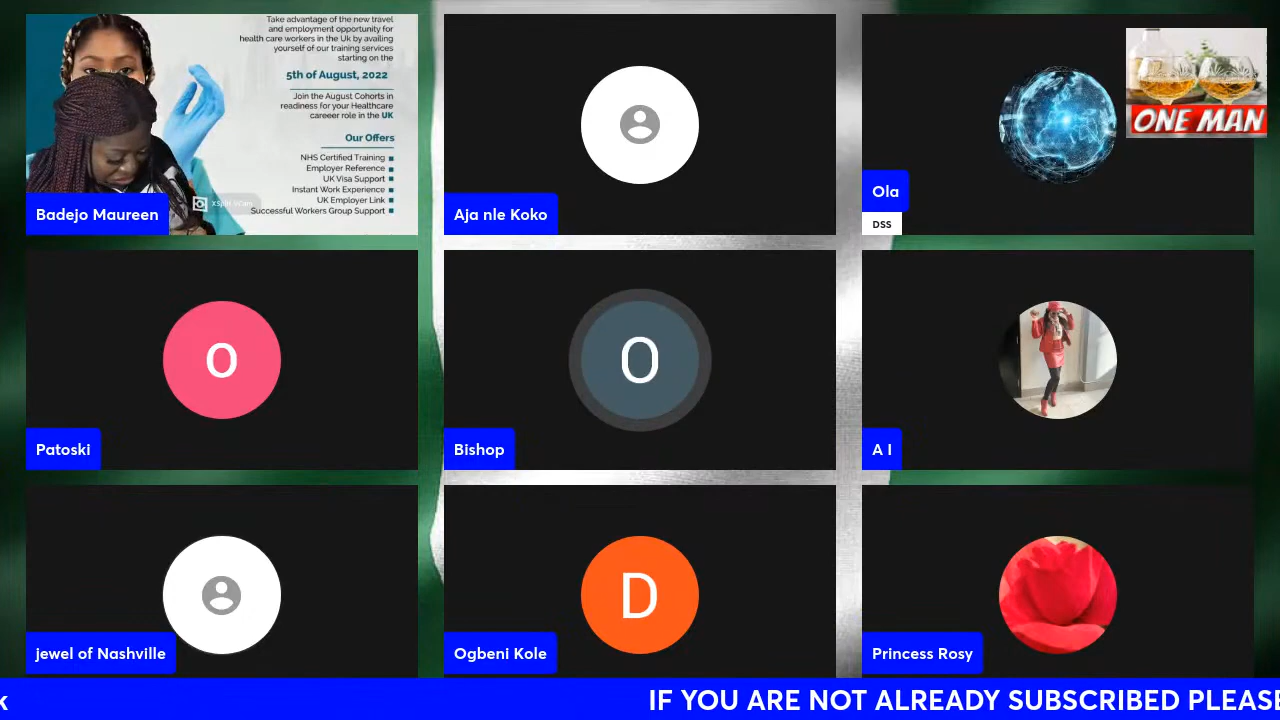 Take advantage of the new travel
and employment opportunity for
health care workers in the Uk by availing
yourself of our training services
starting on the
5th of August, 2022
Join the August Cohorts in
readiness for your Healthcare
careeer role in the UK
Our Offers
NHS Certified Training
Employer Reference
UK Visa Support
Instant Work Experience
UK Employer Link
Successful Workers Group Support
Badejo Maureen
Aja nle Koko
Ola
DSS
ONE MAN
O
Patoski
O
Bishop
A I
jewel of Nashville
D
Ogbeni Kole
Princess Rosy
k
IF YOU ARE NOT ALREADY SUBSCRIBED PLEASE